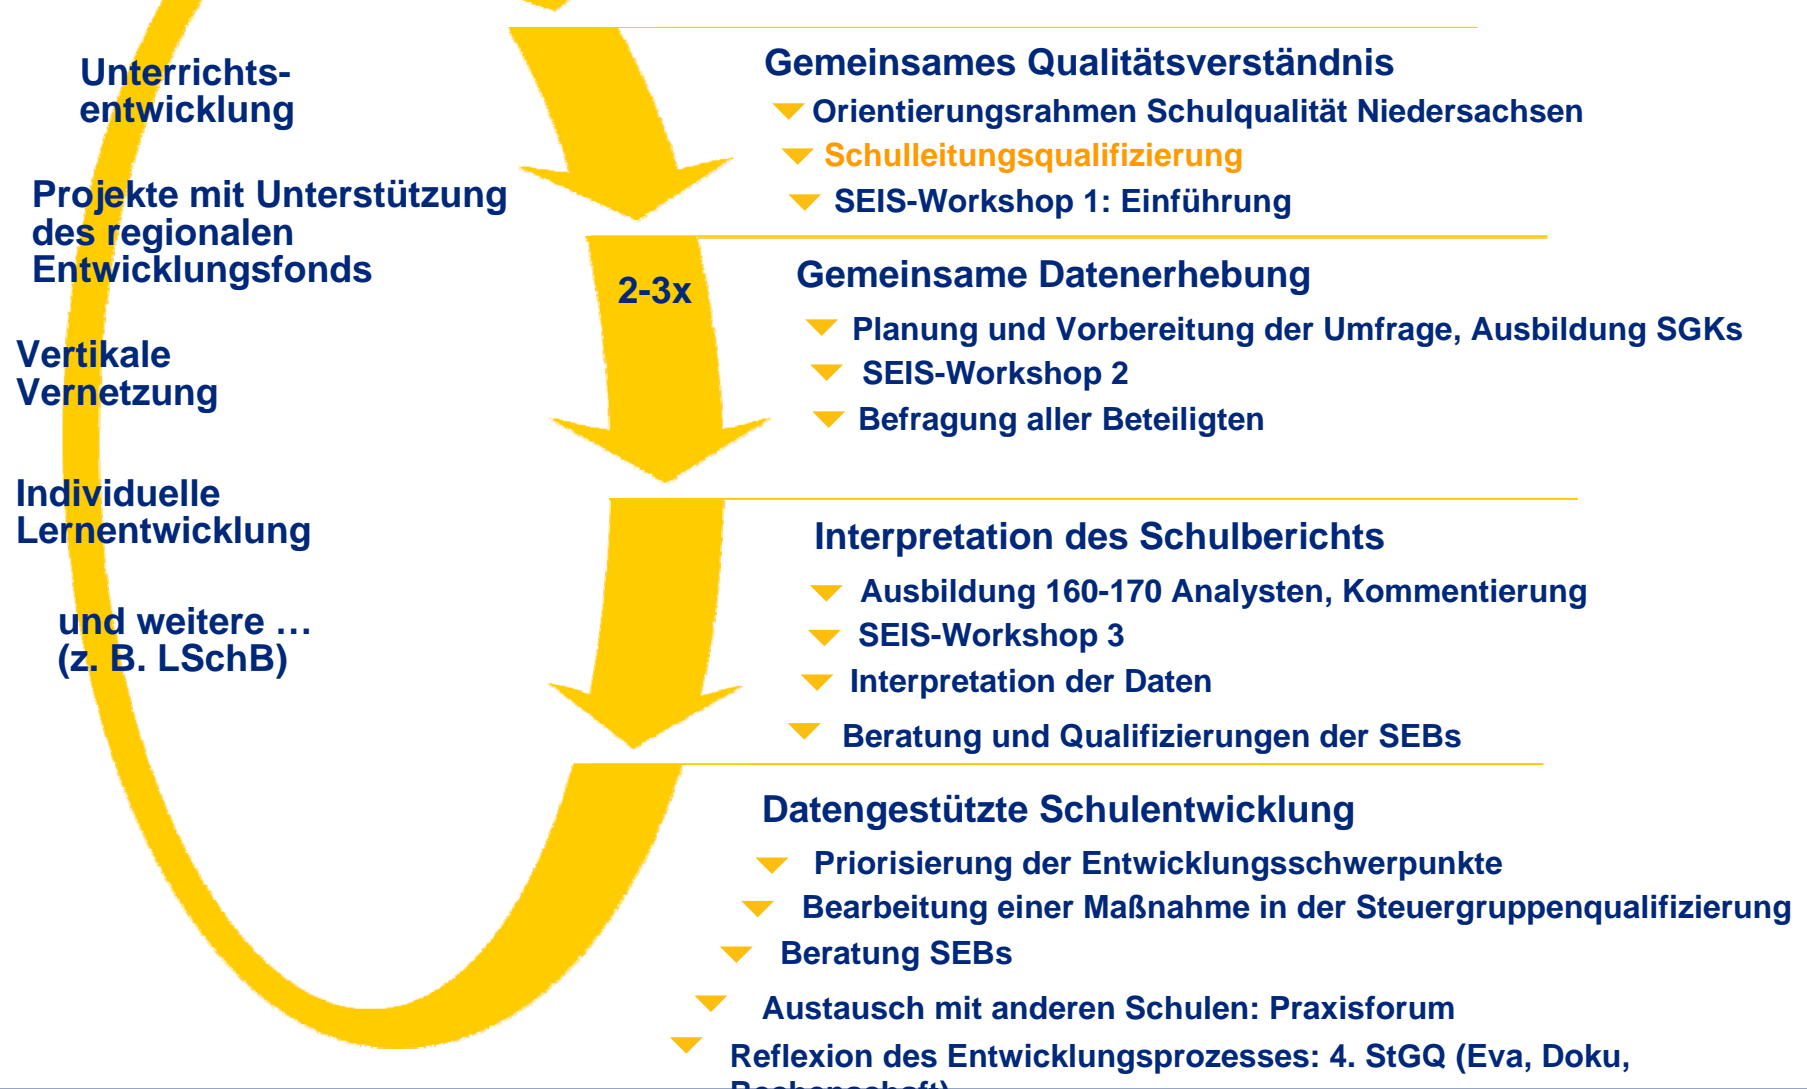 Unterrichts-
entwicklung
Projekte mit Unterstützung
des regionalen
Entwicklungsfonds
Vertikale
Vernetzung
Individuelle
Lernentwicklung
und weitere …
(z. B. LSchB)
2-3x
Gemeinsames Qualitätsverständnis
Orientierungsrahmen Schulqualität Niedersachsen
Schulleitungsqualifizierung
SEIS-Workshop 1: Einführung
Gemeinsame Datenerhebung
Planung und Vorbereitung der Umfrage, Ausbildung SGKs
SEIS-Workshop 2
Befragung aller Beteiligten
Interpretation des Schulberichts
Ausbildung 160-170 Analysten, Kommentierung
SEIS-Workshop 3
Interpretation der Daten
Beratung und Qualifizierungen der SEBs
Datengestützte Schulentwicklung
Priorisierung der Entwicklungsschwerpunkte
Bearbeitung einer Maßnahme in der Steuergruppenqualifizierung
Beratung SEBs
Austausch mit anderen Schulen: Praxisforum
Reflexion des Entwicklungsprozesses: 4. StGQ (Eva, Doku,
Rechenschaft)